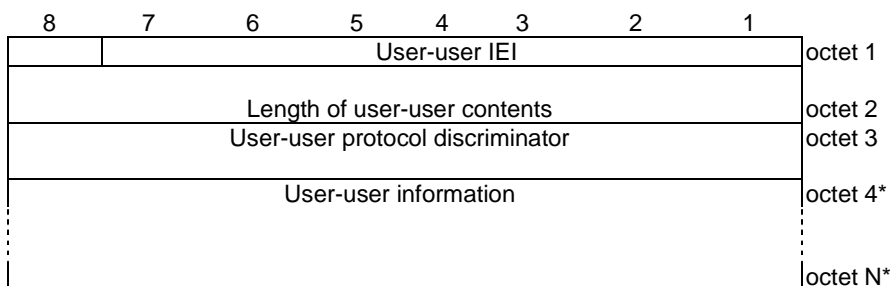 8 7 6 5 4 3 2 1
User-user IEI octet 1
Length of user-user contents octet 2
User-user protocol discriminator octet 3
User-user information octet 4*
octet N*